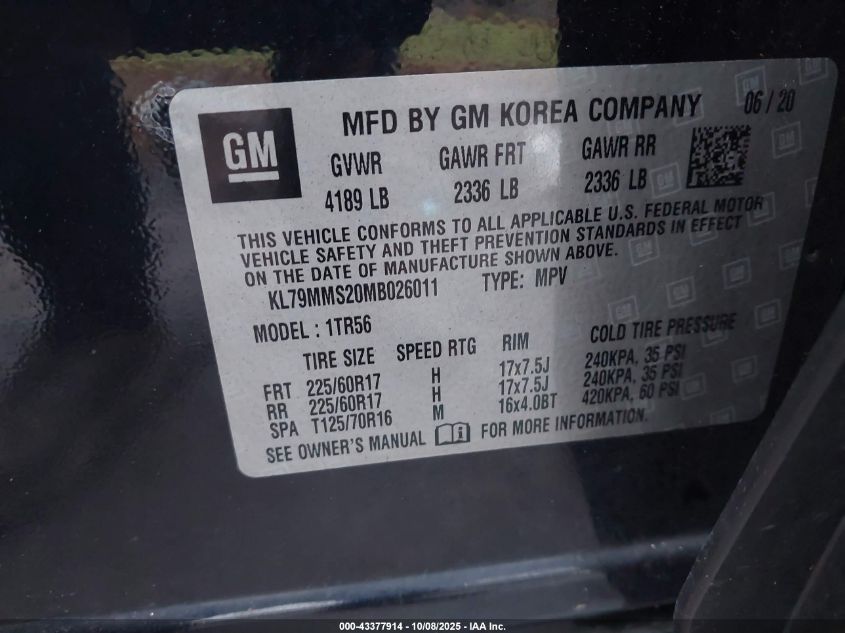 GM
MFD BY GM KOREA COMPANY 06 / 20
GVWR GAWR FRT GAWR RR
4189 LB 2336 LB 2336 LB
THIS VEHICLE CONFORMS TO ALL APPLICABLE U.S. FEDERAL MOTOR
VEHICLE SAFETY AND THEFT PREVENTION STANDARDS IN EFFECT
ON THE DATE OF MANUFACTURE SHOWN ABOVE.
KL79MMS20MB026011 TYPE: MPV
MODEL : 1TR56
TIRE SIZE SPEED RTG RIM COLD TIRE PRESSURE
FRT 225/60R17 H 17x7.5J 240KPA, 35 PSI
RR 225/60R17 H 17x7.5J 240KPA, 35 PSI
SPA T125/70R16 M 16x4.0BT 420KPA, 60 PSI
SEE OWNER'S MANUAL FOR MORE INFORMATION.
000-43377914 - 10/08/2025 - IAA Inc.